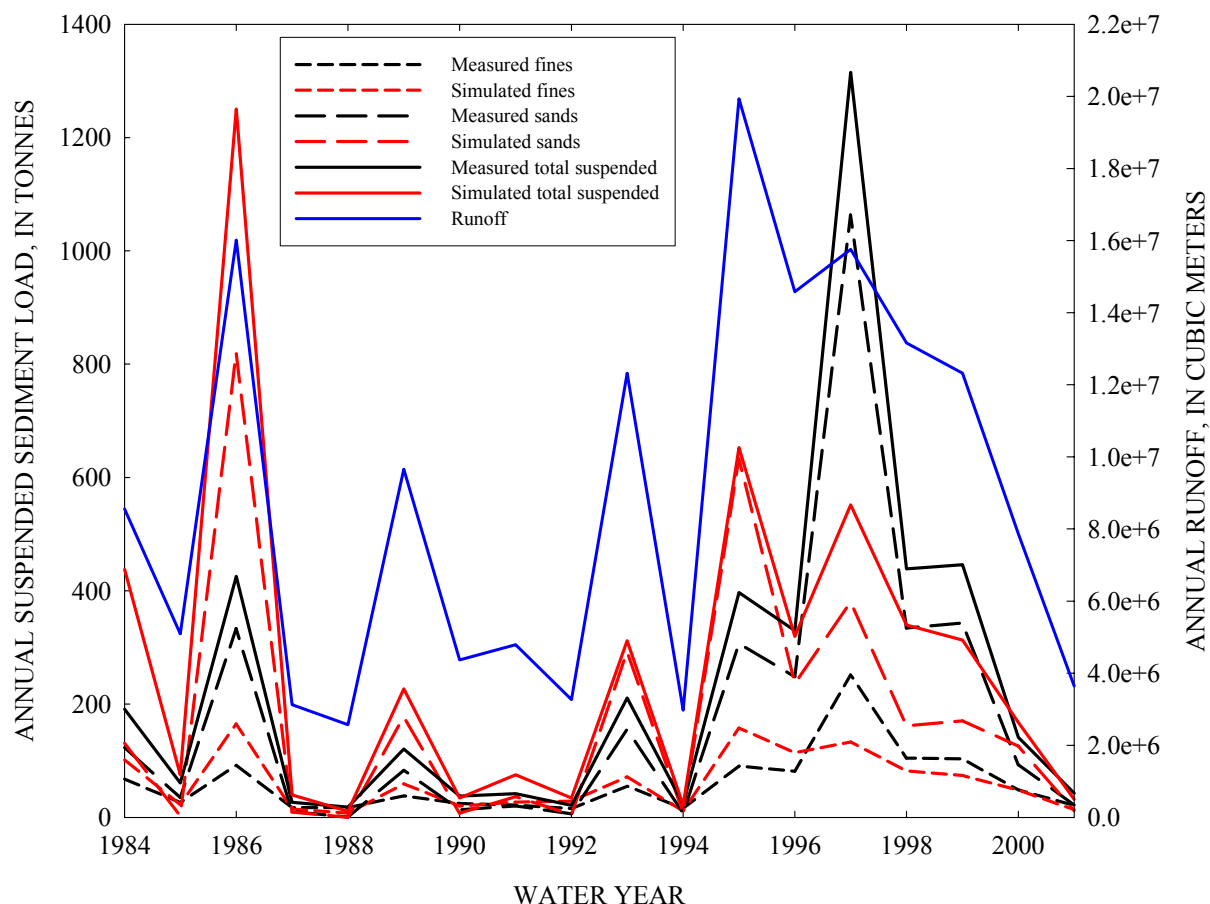 ANNUAL SUSPENDED SEDIMENT LOAD, IN TONNES
1400
1200
1000
800
600
400
200
0
Measured fines
Simulated fines
Measured sands
Simulated sands
Measured total suspended
Simulated total suspended
Runoff
2.2e+7
2.0e+7
1.8e+7
1.6e+7
1.4e+7
1.2e+7
1.0e+7
8.0e+6
6.0e+6
4.0e+6
2.0e+6
0.0
ANNUAL RUNOFF, IN CUBIC METERS
1984 1986 1988 1990 1992 1994 1996 1998 2000
WATER YEAR